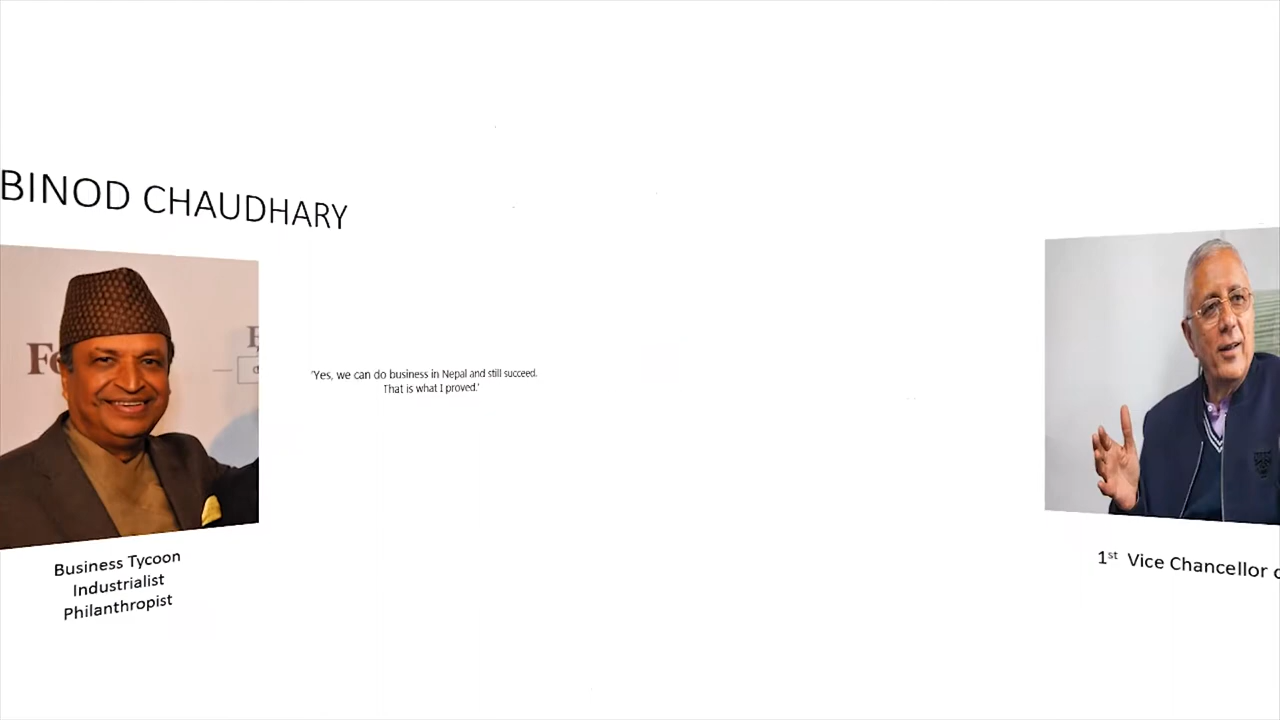 BINOD CHAUDHARY
'Yes, we can do business in Nepal and still succeed.
That is what I proved.'
Business Tycoon
Industrialist
Philanthropist
1st Vice Chancellor